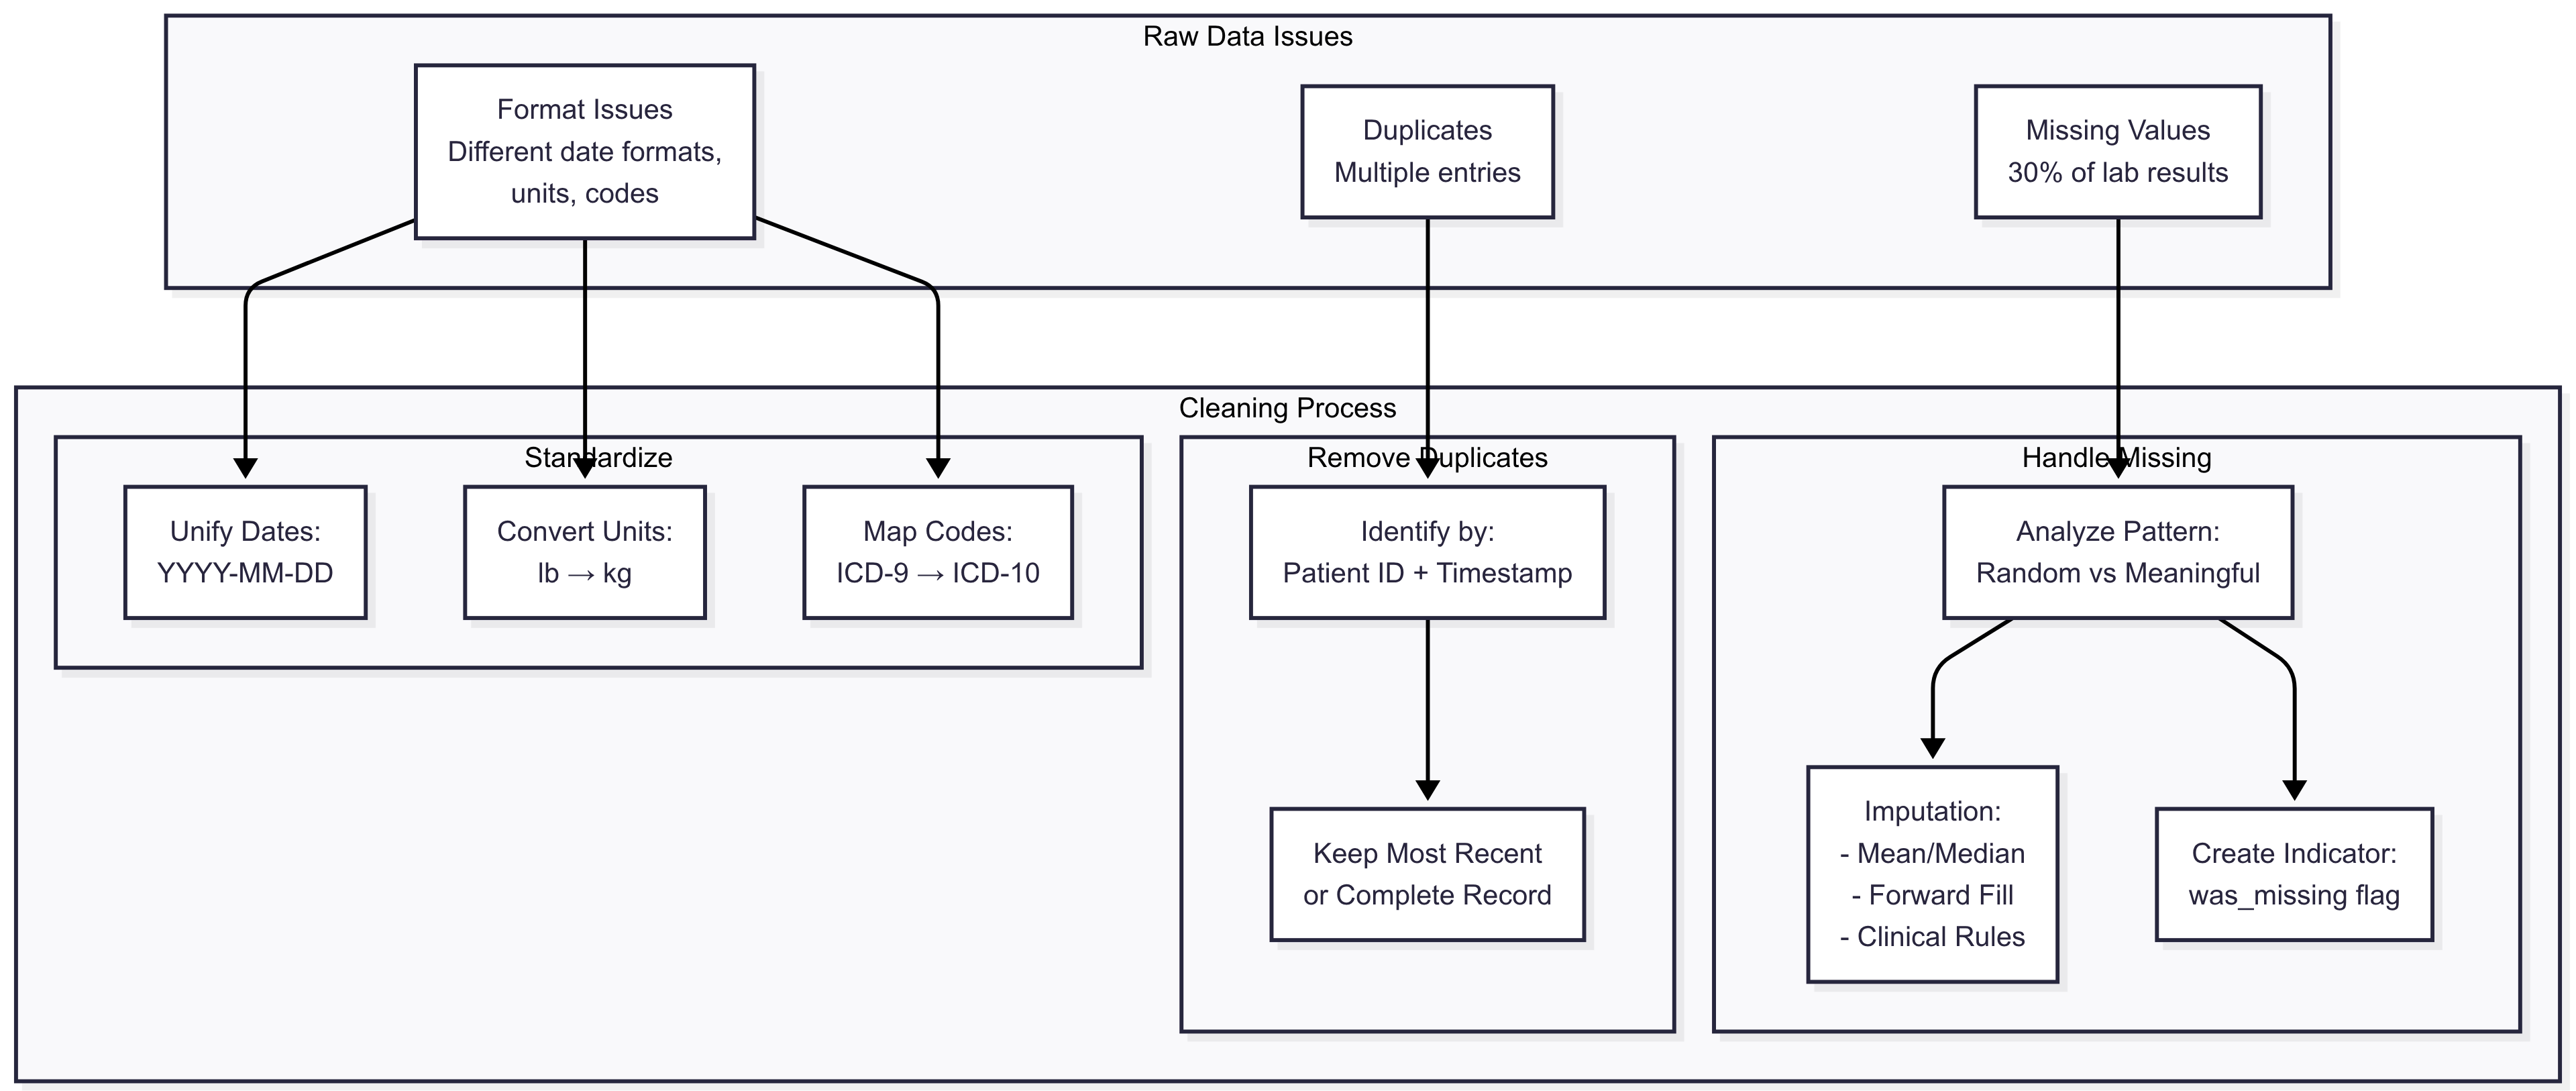 Raw Data Issues
Format Issues
Different date formats,
units, codes
Duplicates
Multiple entries
Missing Values
30% of lab results
Cleaning Process
Standardize
Unify Dates:
YYYY-MM-DD
Convert Units:
lb → kg
Map Codes:
ICD-9 → ICD-10
Remove Duplicates
Identify by:
Patient ID + Timestamp
Keep Most Recent
or Complete Record
Handle Missing
Analyze Pattern:
Random vs Meaningful
Imputation:
- Mean/Median
- Forward Fill
- Clinical Rules
Create Indicator:
was_missing flag